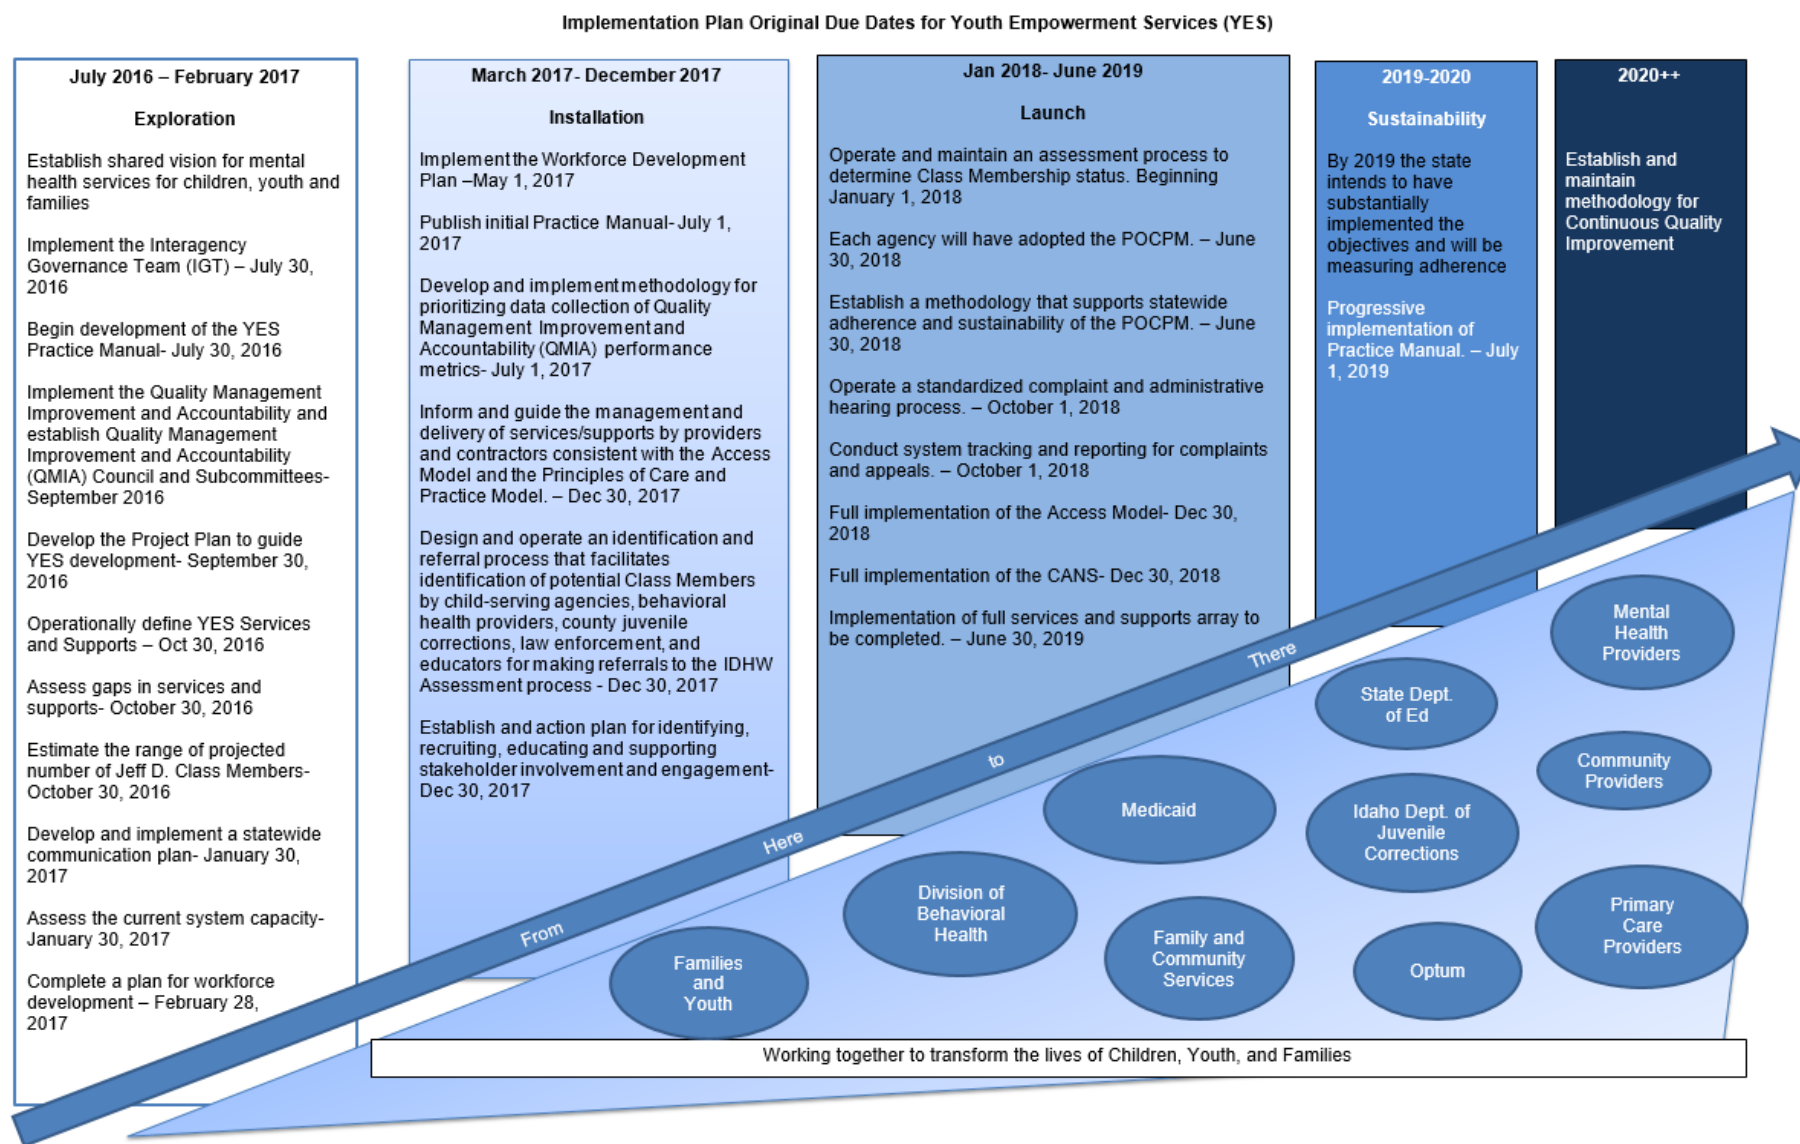 Implementation Plan Original Due Dates for Youth Empowerment Services (YES)
July 2016 – February 2017
Exploration
Establish shared vision for mental
health services for children, youth and
families
Implement the Interagency
Governance Team (IGT) – July 30,
2016
Begin development of the YES
Practice Manual- July 30, 2016
Implement the Quality Management
Improvement and Accountability and
establish Quality Management
Improvement and Accountability
(QMIA) Council and Subcommittees-
September 2016
Develop the Project Plan to guide
YES development- September 30,
2016
Operationally define YES Services
and Supports – Oct 30, 2016
Assess gaps in services and
supports- October 30, 2016
Estimate the range of projected
number of Jeff D. Class Members-
October 30, 2016
Develop and implement a statewide
communication plan- January 30,
2017
Assess the current system capacity-
January 30, 2017
Complete a plan for workforce
development – February 28,
2017
March 2017- December 2017
Installation
Implement the Workforce Development
Plan –May 1, 2017
Publish initial Practice Manual- July 1,
2017
Develop and implement methodology for
prioritizing data collection of Quality
Management Improvement and
Accountability (QMIA) performance
metrics- July 1, 2017
Inform and guide the management and
delivery of services/supports by providers
and contractors consistent with the Access
Model and the Principles of Care and
Practice Model. – Dec 30, 2017
Design and operate an identification and
referral process that facilitates
identification of potential Class Members
by child-serving agencies, behavioral
health providers, county juvenile
corrections, law enforcement, and
educators for making referrals to the IDHW
Assessment process - Dec 30, 2017
Establish and action plan for identifying,
recruiting, educating and supporting
stakeholder involvement and engagement-
Dec 30, 2017
Jan 2018- June 2019
Launch
Operate and maintain an assessment process to
determine Class Membership status. Beginning
January 1, 2018
Each agency will have adopted the POCPM. – June
30, 2018
Establish a methodology that supports statewide
adherence and sustainability of the POCPM. – June
30, 2018
Operate a standardized complaint and administrative
hearing process. – October 1, 2018
Conduct system tracking and reporting for complaints
and appeals. – October 1, 2018
Full implementation of the Access Model- Dec 30,
2018
Full implementation of the CANS- Dec 30, 2018
Implementation of full services and supports array to
be completed. – June 30, 2019
2019-2020
Sustainability
By 2019 the state
intends to have
substantially
implemented the
objectives and will be
measuring adherence
Progressive
implementation of
Practice Manual. – July
1, 2019
2020++
Establish and
maintain
methodology for
Continuous Quality
Improvement
From Here to There
Families
and
Youth
Division of
Behavioral
Health
Medicaid
Family and
Community
Services
State Dept.
of Ed
Idaho Dept. of
Juvenile
Corrections
Optum
Mental
Health
Providers
Community
Providers
Primary
Care
Providers
Working together to transform the lives of Children, Youth, and Families